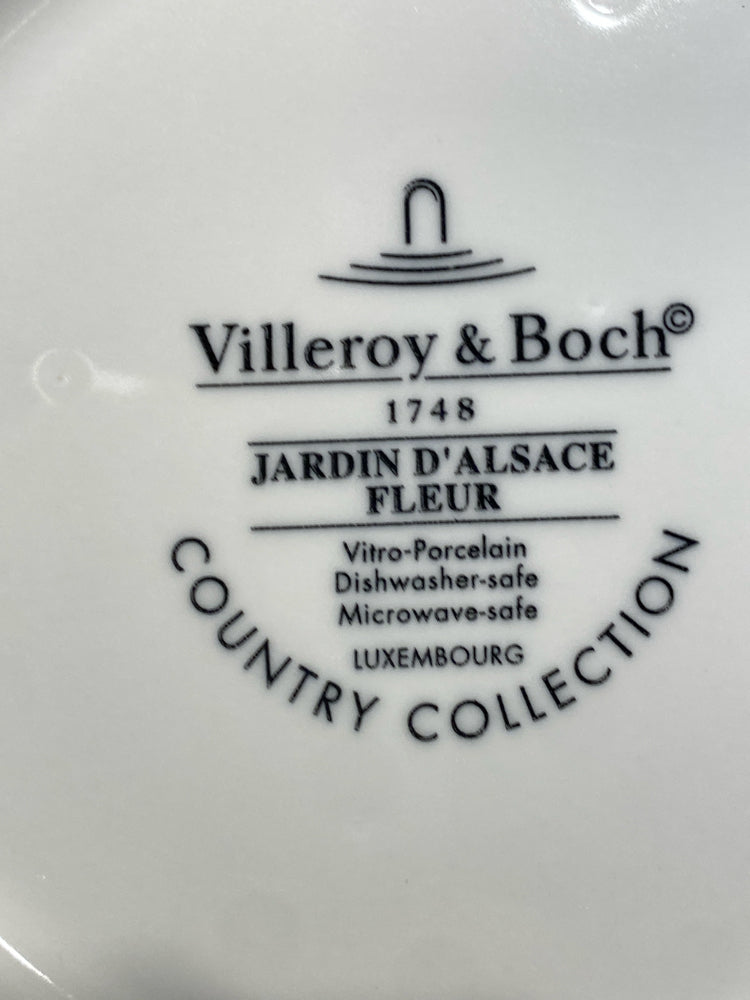 Villeroy & Boch©
1748
JARDIN D'ALSACE
FLEUR
Vitro-Porcelain
Dishwasher-safe
Microwave-safe
LUXEMBOURG
COUNTRY COLLECTION